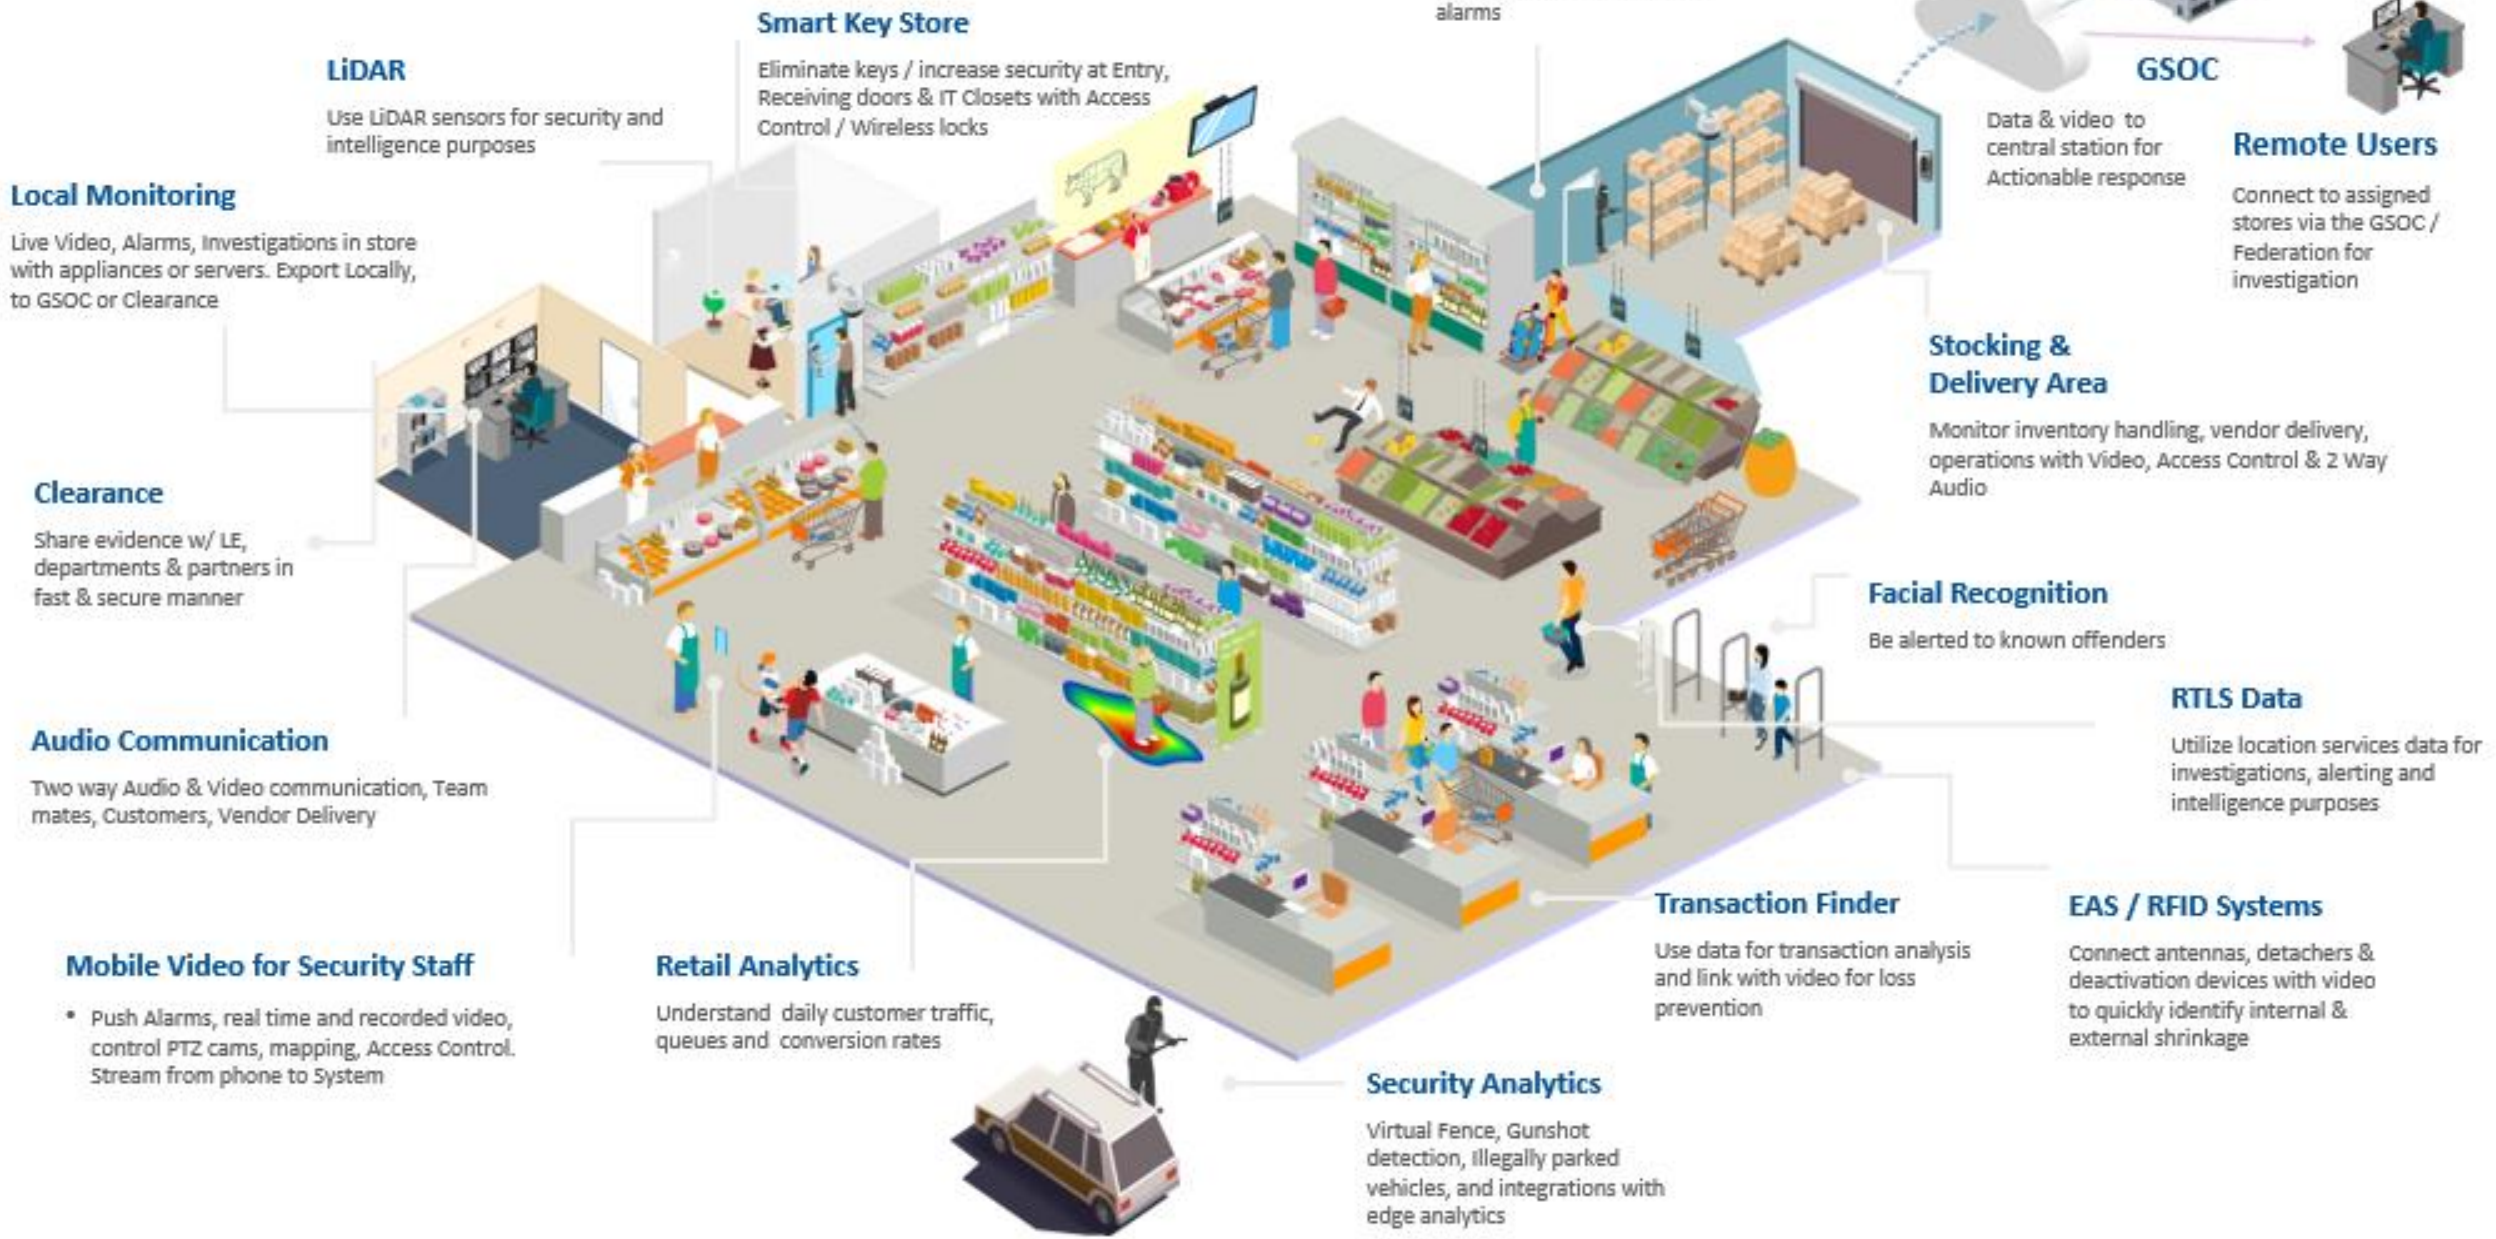 alarms
Smart Key Store
Eliminate keys / increase security at Entry,
Receiving doors & IT Closets with Access
Control / Wireless locks
LiDAR
Use LiDAR sensors for security and
intelligence purposes
GSOC
Data & video to
central station for
Actionable response
Remote Users
Connect to assigned
stores via the GSOC /
Federation for
investigation
Local Monitoring
Live Video, Alarms, Investigations in store
with appliances or servers. Export Locally,
to GSOC or Clearance
Stocking &
Delivery Area
Monitor inventory handling, vendor delivery,
operations with Video, Access Control & 2 Way
Audio
Clearance
Share evidence w/ LE,
departments & partners in
fast & secure manner
Facial Recognition
Be alerted to known offenders
RTLS Data
Utilize location services data for
investigations, alerting and
intelligence purposes
Audio Communication
Two way Audio & Video communication, Team
mates, Customers, Vendor Delivery
Transaction Finder
Use data for transaction analysis
and link with video for loss
prevention
EAS / RFID Systems
Connect antennas, detachers &
deactivation devices with video
to quickly identify internal &
external shrinkage
Mobile Video for Security Staff
• Push Alarms, real time and recorded video,
control PTZ cams, mapping, Access Control.
Stream from phone to System
Retail Analytics
Understand daily customer traffic,
queues and conversion rates
Security Analytics
Virtual Fence, Gunshot
detection, Illegally parked
vehicles, and integrations with
edge analytics